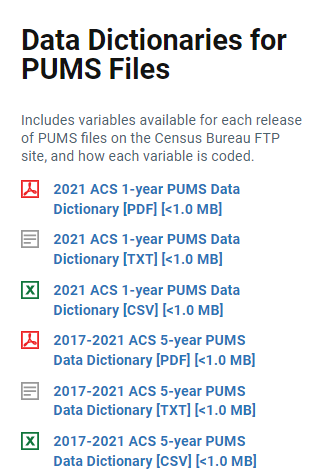 Data Dictionaries for
PUMS Files
Includes variables available for each release
of PUMS files on the Census Bureau FTP
site, and how each variable is coded.
2021 ACS 1-year PUMS Data
Dictionary [PDF] [<1.0 MB]
2021 ACS 1-year PUMS Data
Dictionary [TXT] [<1.0 MB]
2021 ACS 1-year PUMS Data
Dictionary [CSV] [<1.0 MB]
2017-2021 ACS 5-year PUMS
Data Dictionary [PDF] [<1.0 MB]
2017-2021 ACS 5-year PUMS
Data Dictionary [TXT] [<1.0 MB]
2017-2021 ACS 5-year PUMS
Data Dictionary [CSV] [<1.0 MB]